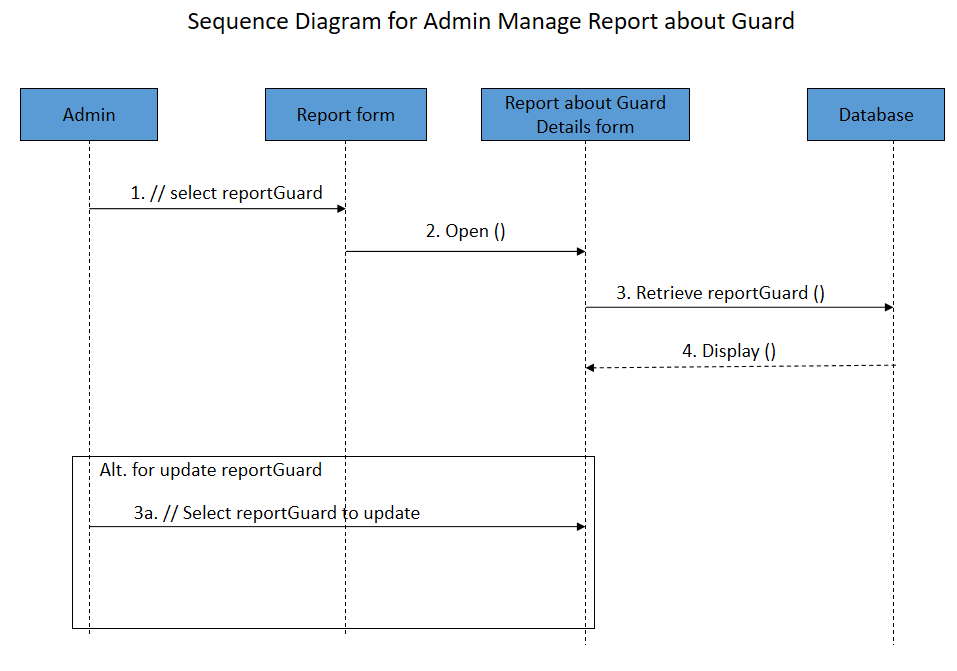 Sequence Diagram for Admin Manage Report about Guard
Admin
Report form
Report about Guard
Details form
Database
1. // select reportGuard
2. Open ()
3. Retrieve reportGuard ()
4. Display ()
Alt. for update reportGuard
3a. // Select reportGuard to update